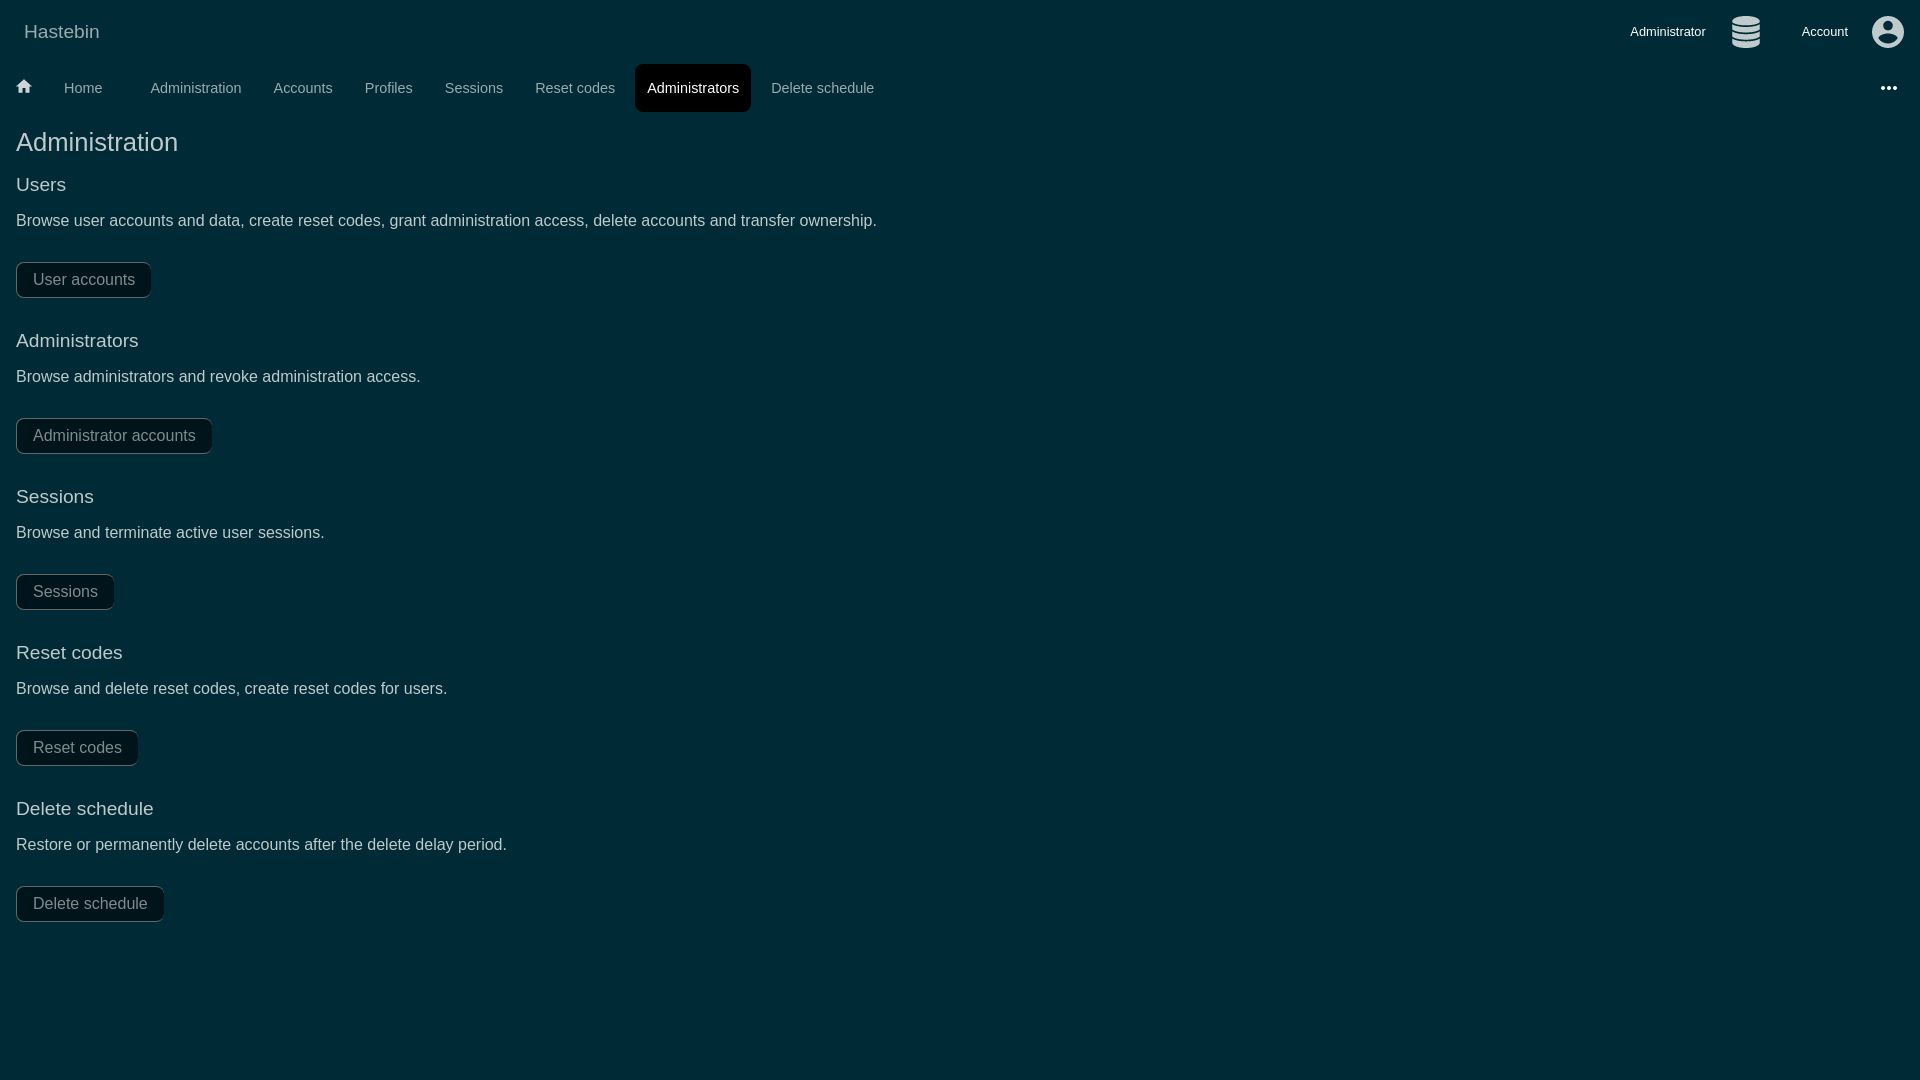 Hastebin
Administrator
Account
Home
Administration
Accounts
Profiles
Sessions
Reset codes
Administrators
Delete schedule
Administration
Users
Browse user accounts and data, create reset codes, grant administration access, delete accounts and transfer ownership.
User accounts
Administrators
Browse administrators and revoke administration access.
Administrator accounts
Sessions
Browse and terminate active user sessions.
Sessions
Reset codes
Browse and delete reset codes, create reset codes for users.
Reset codes
Delete schedule
Restore or permanently delete accounts after the delete delay period.
Delete schedule